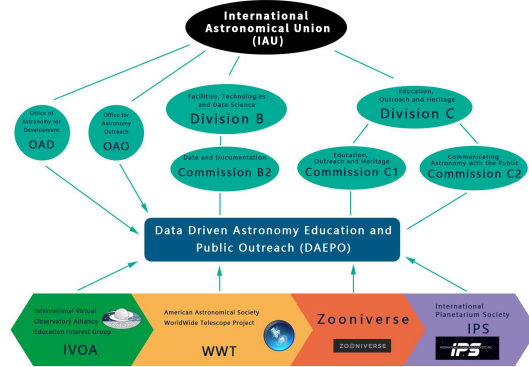 International
Astronomical Union
(IAU)
Office of
Astronomy for
Development
OAD
Office for
Astronomy
Outreach
OAO
Facilities, Technologies
and Data Science
Division B
Education,
Outreach and Heritage
Division C
Data and Documentation
Commission B2
Education,
Outreach and Heritage
Commission C1
Communicating
Astronomy with the Public
Commission C2
Data Driven Astronomy Education and
Public Outreach (DAEPO)
International Virtual
Observatory Alliance
Education Interest Group
IVOA
American Astronomical Society
WorldWide Telescope Project
WWT
Zooniverse
ZOONIVERSE
International
Planetarium Society
IPS
IPS